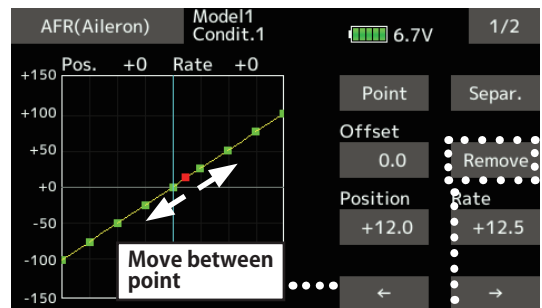 AFR(Aileron)
Model1
Condit.1
6.7V
1/2
Pos. +0 Rate +0
+150
+100
+50
+0
-50
-100
-150
Point
Separ.
Offset
0.0
Remove
Position
Rate
+12.0
+12.5
Move between
point
←
→